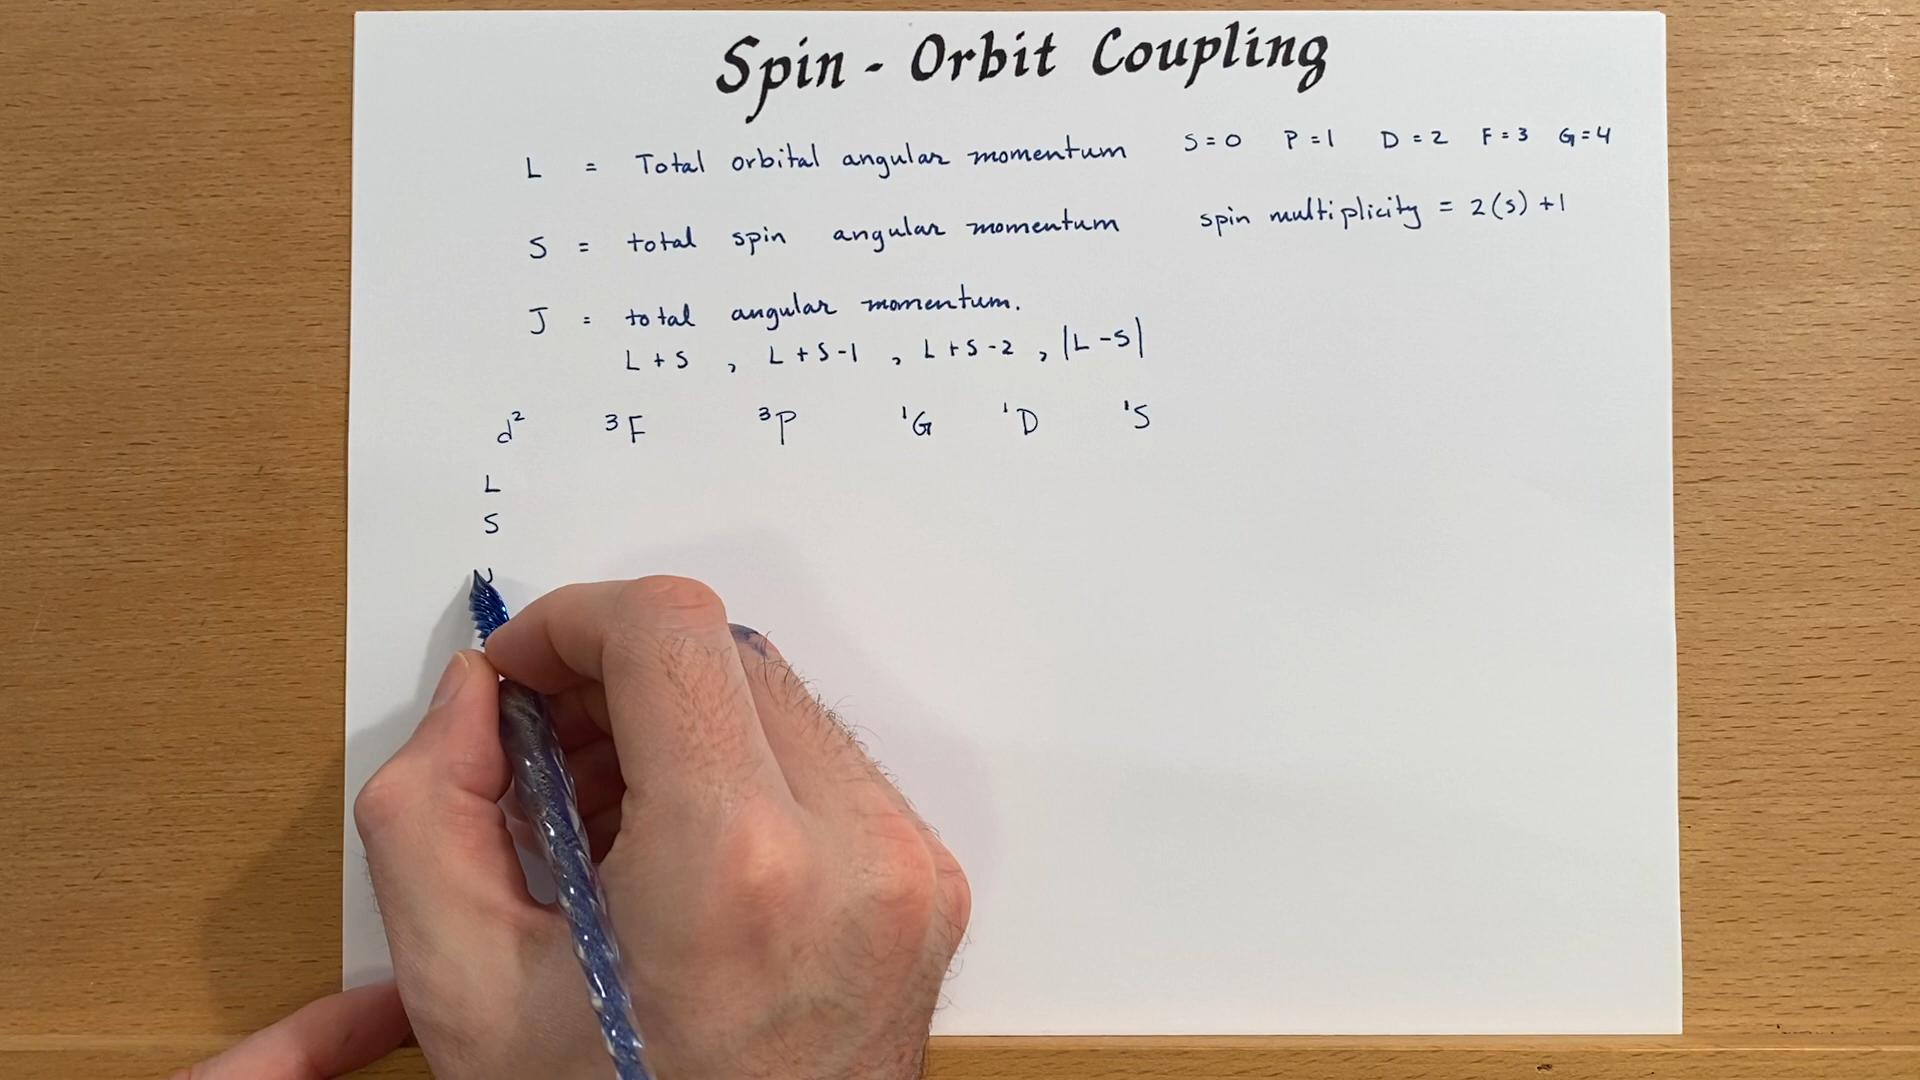 Spin - Orbit Coupling
L = Total orbital angular momentum S = 0 P = 1 D = 2 F = 3 G = 4
S = total spin angular momentum spin multiplicity = 2(s) + 1
J = total angular momentum.
L + S , L + S - 1 , L + S - 2 , |L - S|
d² ³F ³P ¹G ¹D ¹S
L
S